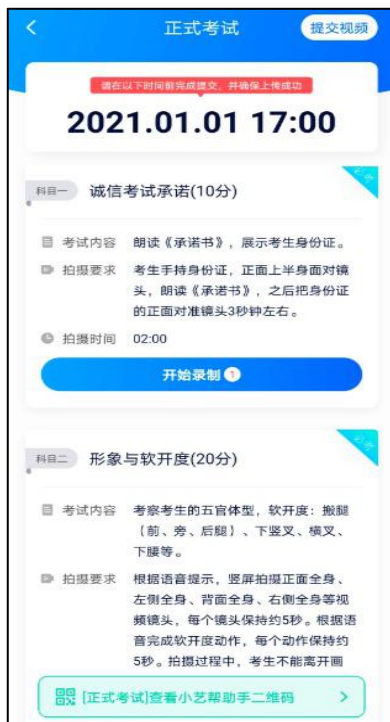 正式考试
提交视频
请在以下时间前完成提交，并确保上传成功
2021.01.01 17:00
科目一
诚信考试承诺(10分)
必考
考试内容
朗读《承诺书》，展示考生身份证。
拍摄要求
考生手持身份证，正面上半身面对镜
头，朗读《承诺书》，之后把身份证
的正面对准镜头3秒钟左右。
拍摄时间
02:00
开始录制 1
科目二
形象与软开度(20分)
必考
考试内容
考察考生的五官体型，软开度：搬腿
（前、旁、后腿）、下竖叉、横叉、
下腰等。
拍摄要求
根据语音提示，竖屏拍摄正面全身、
左侧全身、背面全身、右侧全身等视
频镜头，每个镜头保持约5秒。根据语
音完成软开度动作，每个动作保持约
5秒。拍摄过程中，考生不能离开画
[正式考试]查看小艺帮助手二维码